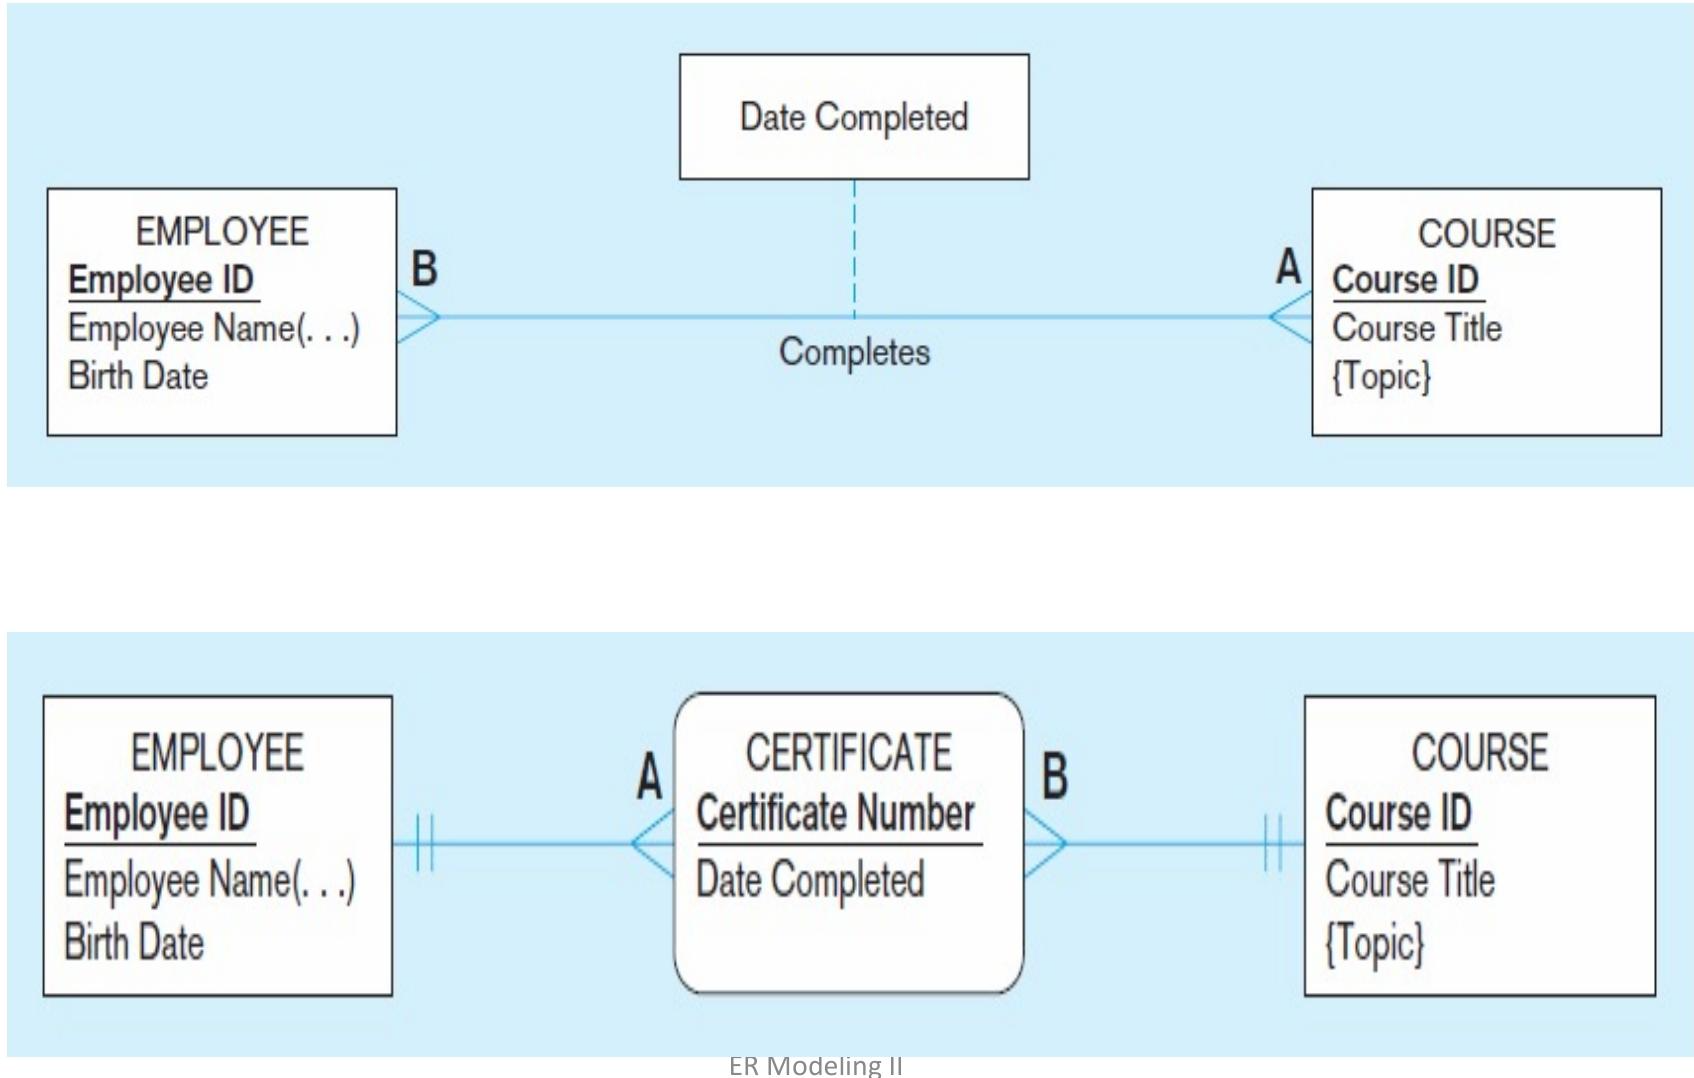 Date Completed
EMPLOYEE
Employee ID
Employee Name(. . .)
Birth Date
B
Completes
A
COURSE
Course ID
Course Title
{Topic}
EMPLOYEE
Employee ID
Employee Name(. . .)
Birth Date
A
CERTIFICATE
Certificate Number
Date Completed
B
COURSE
Course ID
Course Title
{Topic}
ER Modeling II